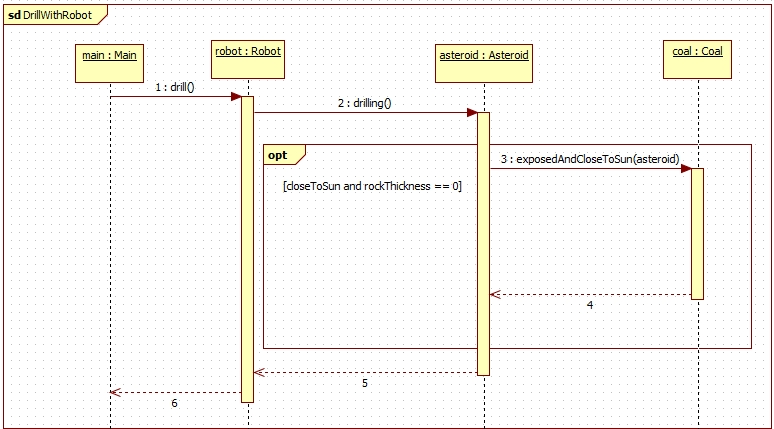 sd DrillWithRobot
main : Main
robot : Robot
asteroid : Asteroid
coal : Coal
1 : drill()
2 : drilling()
opt
3 : exposedAndCloseToSun(asteroid)
[closeToSun and rockThickness == 0]
4
5
6